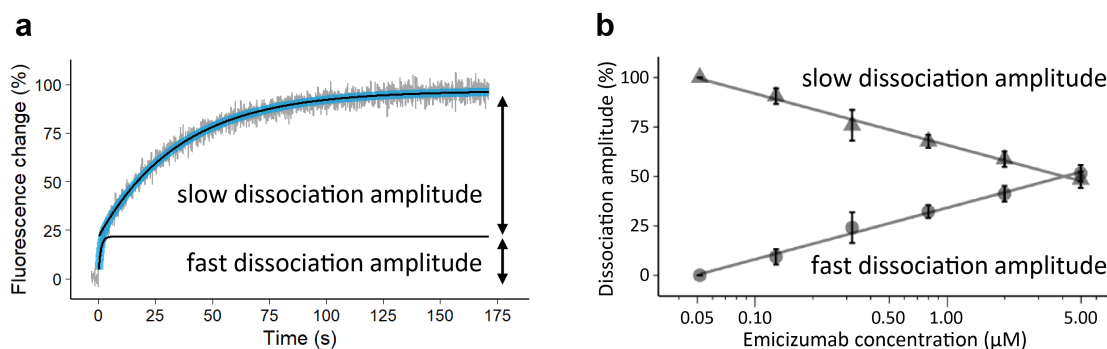 a
Fluorescence change (%)
100
75
50
25
0
slow dissociation amplitude
fast dissociation amplitude
0 25 50 75 100 125 150 175
Time (s)
b
Dissociation amplitude (%)
100
75
50
25
0
slow dissociation amplitude
fast dissociation amplitude
0.05 0.10 0.50 1.00 5.00
Emicizumab concentration (μM)